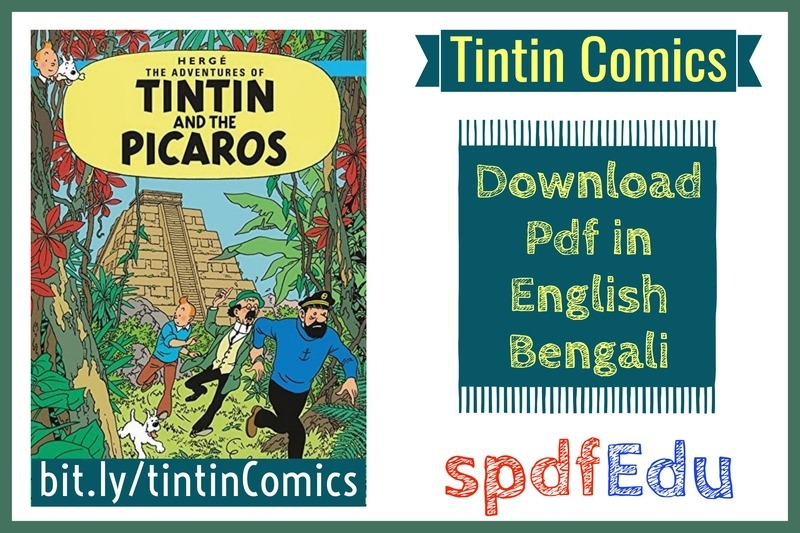 HERGÉ
THE ADVENTURES OF
TINTIN
AND THE
PICAROS
bit.ly/tintinComics
Tintin Comics
Download
Pdf in
English
Bengali
spdfEdu